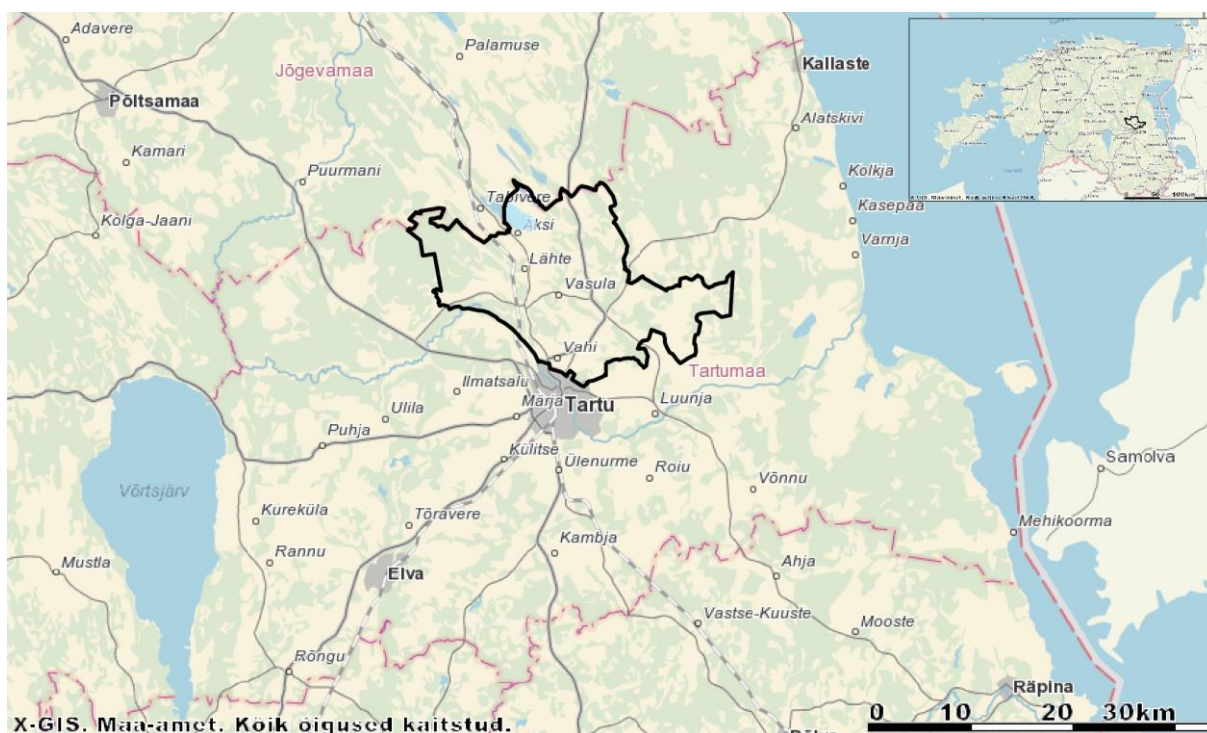 Adavere
Palamuse
Jõgevamaa
Kallaste
Põltsamaa
Alatskivi
Kamari
Puurmani
Kolkja
Tabivere
Kasepää
Kolga-Jaani
Aksi
Varnja
Lähte
Vasula
Vahi
Tartumaa
Ilmatsalu
Marja
Tartu
Luunja
Ulila
Puhja
Külitse
Ülenurme
Roiu
Samolva
Võrtsjärv
Võnnu
Kureküla
Tõravere
Mehikoorma
Rannu
Kambja
Mustla
Elva
Ahja
Vastse-Kuuste
Mooste
Rõngu
Räpina
X-GIS. Maa-amet. Kõik õigused kaitstud.
0 10 20 30km